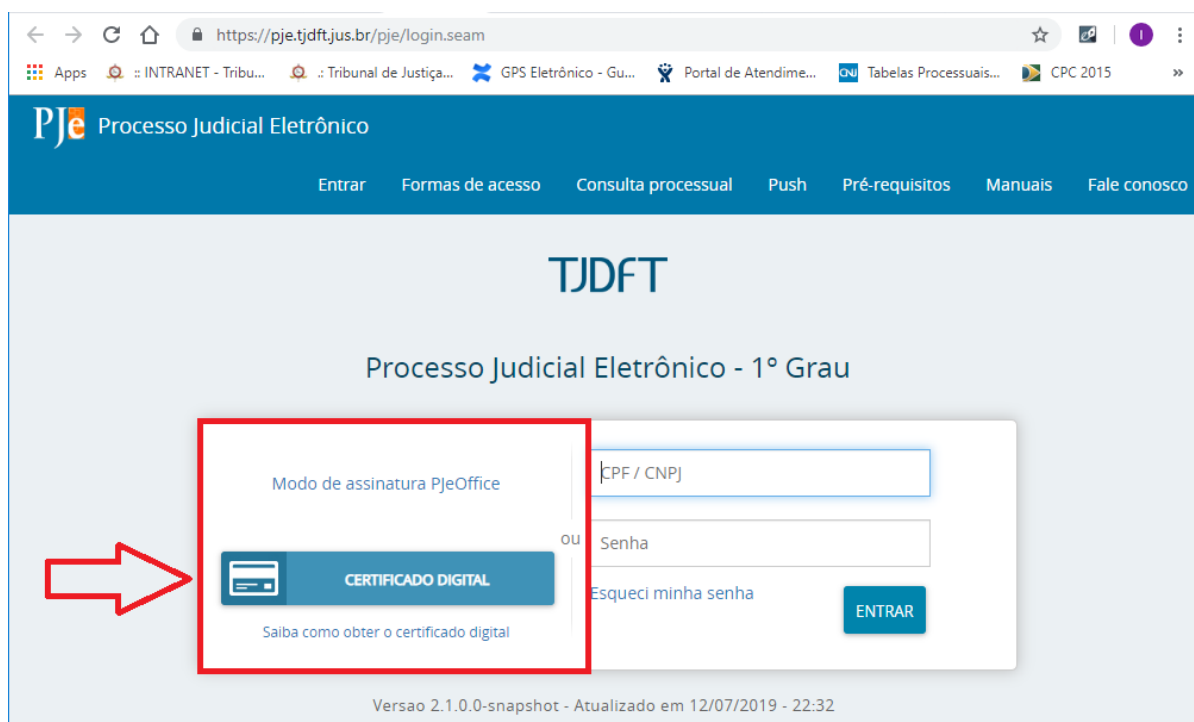 https://pje.tjdft.jus.br/pje/login.seam
Apps :: INTRANET - Tribu... .: Tribunal de Justiça... GPS Eletrônico - Gu... Portal de Atendime... CNJ Tabelas Processuais... CPC 2015 »
PJe Processo Judicial Eletrônico
Entrar Formas de acesso Consulta processual Push Pré-requisitos Manuais Fale conosco
TJDFT
Processo Judicial Eletrônico - 1º Grau
Modo de assinatura PJeOffice
CERTIFICADO DIGITAL
Saiba como obter o certificado digital
ou
CPF / CNPJ
Senha
Esqueci minha senha
ENTRAR
Versao 2.1.0.0-snapshot - Atualizado em 12/07/2019 - 22:32